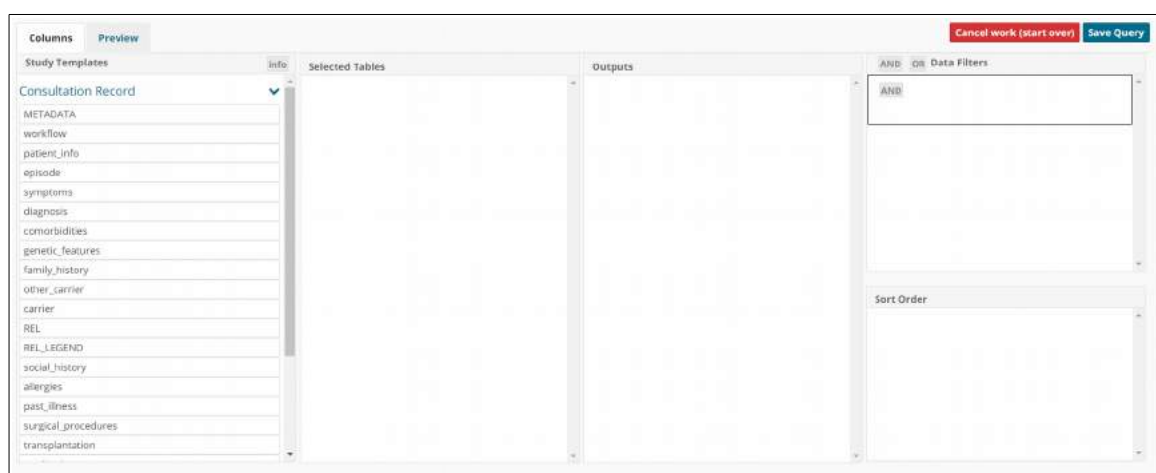 Columns Preview Cancel work (start over) Save Query
Study Templates info Selected Tables Outputs AND OR Data Filters
Consultation Record AND
METADATA
workflow
patient_info
episode
symptoms
diagnosis
comorbidities
genetic_features
family_history
other_carrier
carrier Sort Order
REL
REL_LEGEND
social_history
allergies
past_illness
surgical_procedures
transplantation